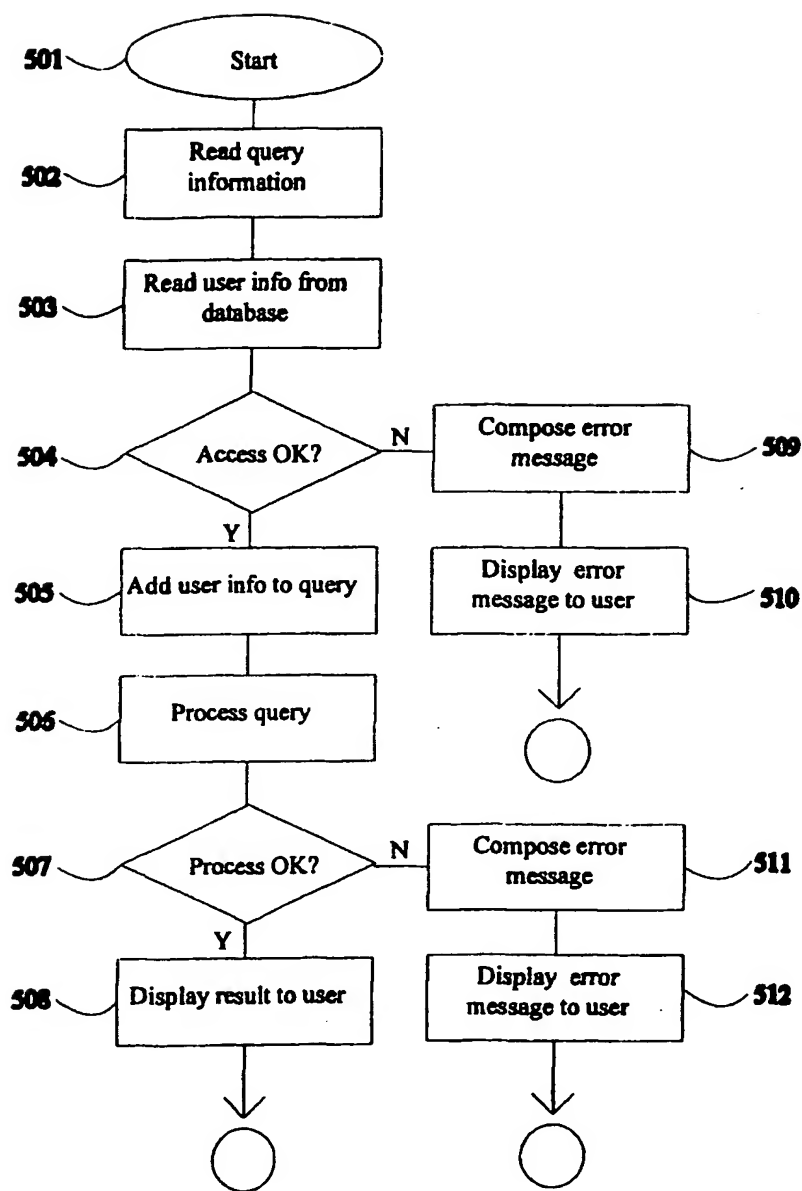 501
Start
502
Read query
information
503
Read user info from
database
504
Access OK?
N
Compose error
message
509
Y
505
Add user info to query
Display error
message to user
510
506
Process query
507
Process OK?
N
Compose error
message
511
Y
508
Display result to user
Display error
message to user
512